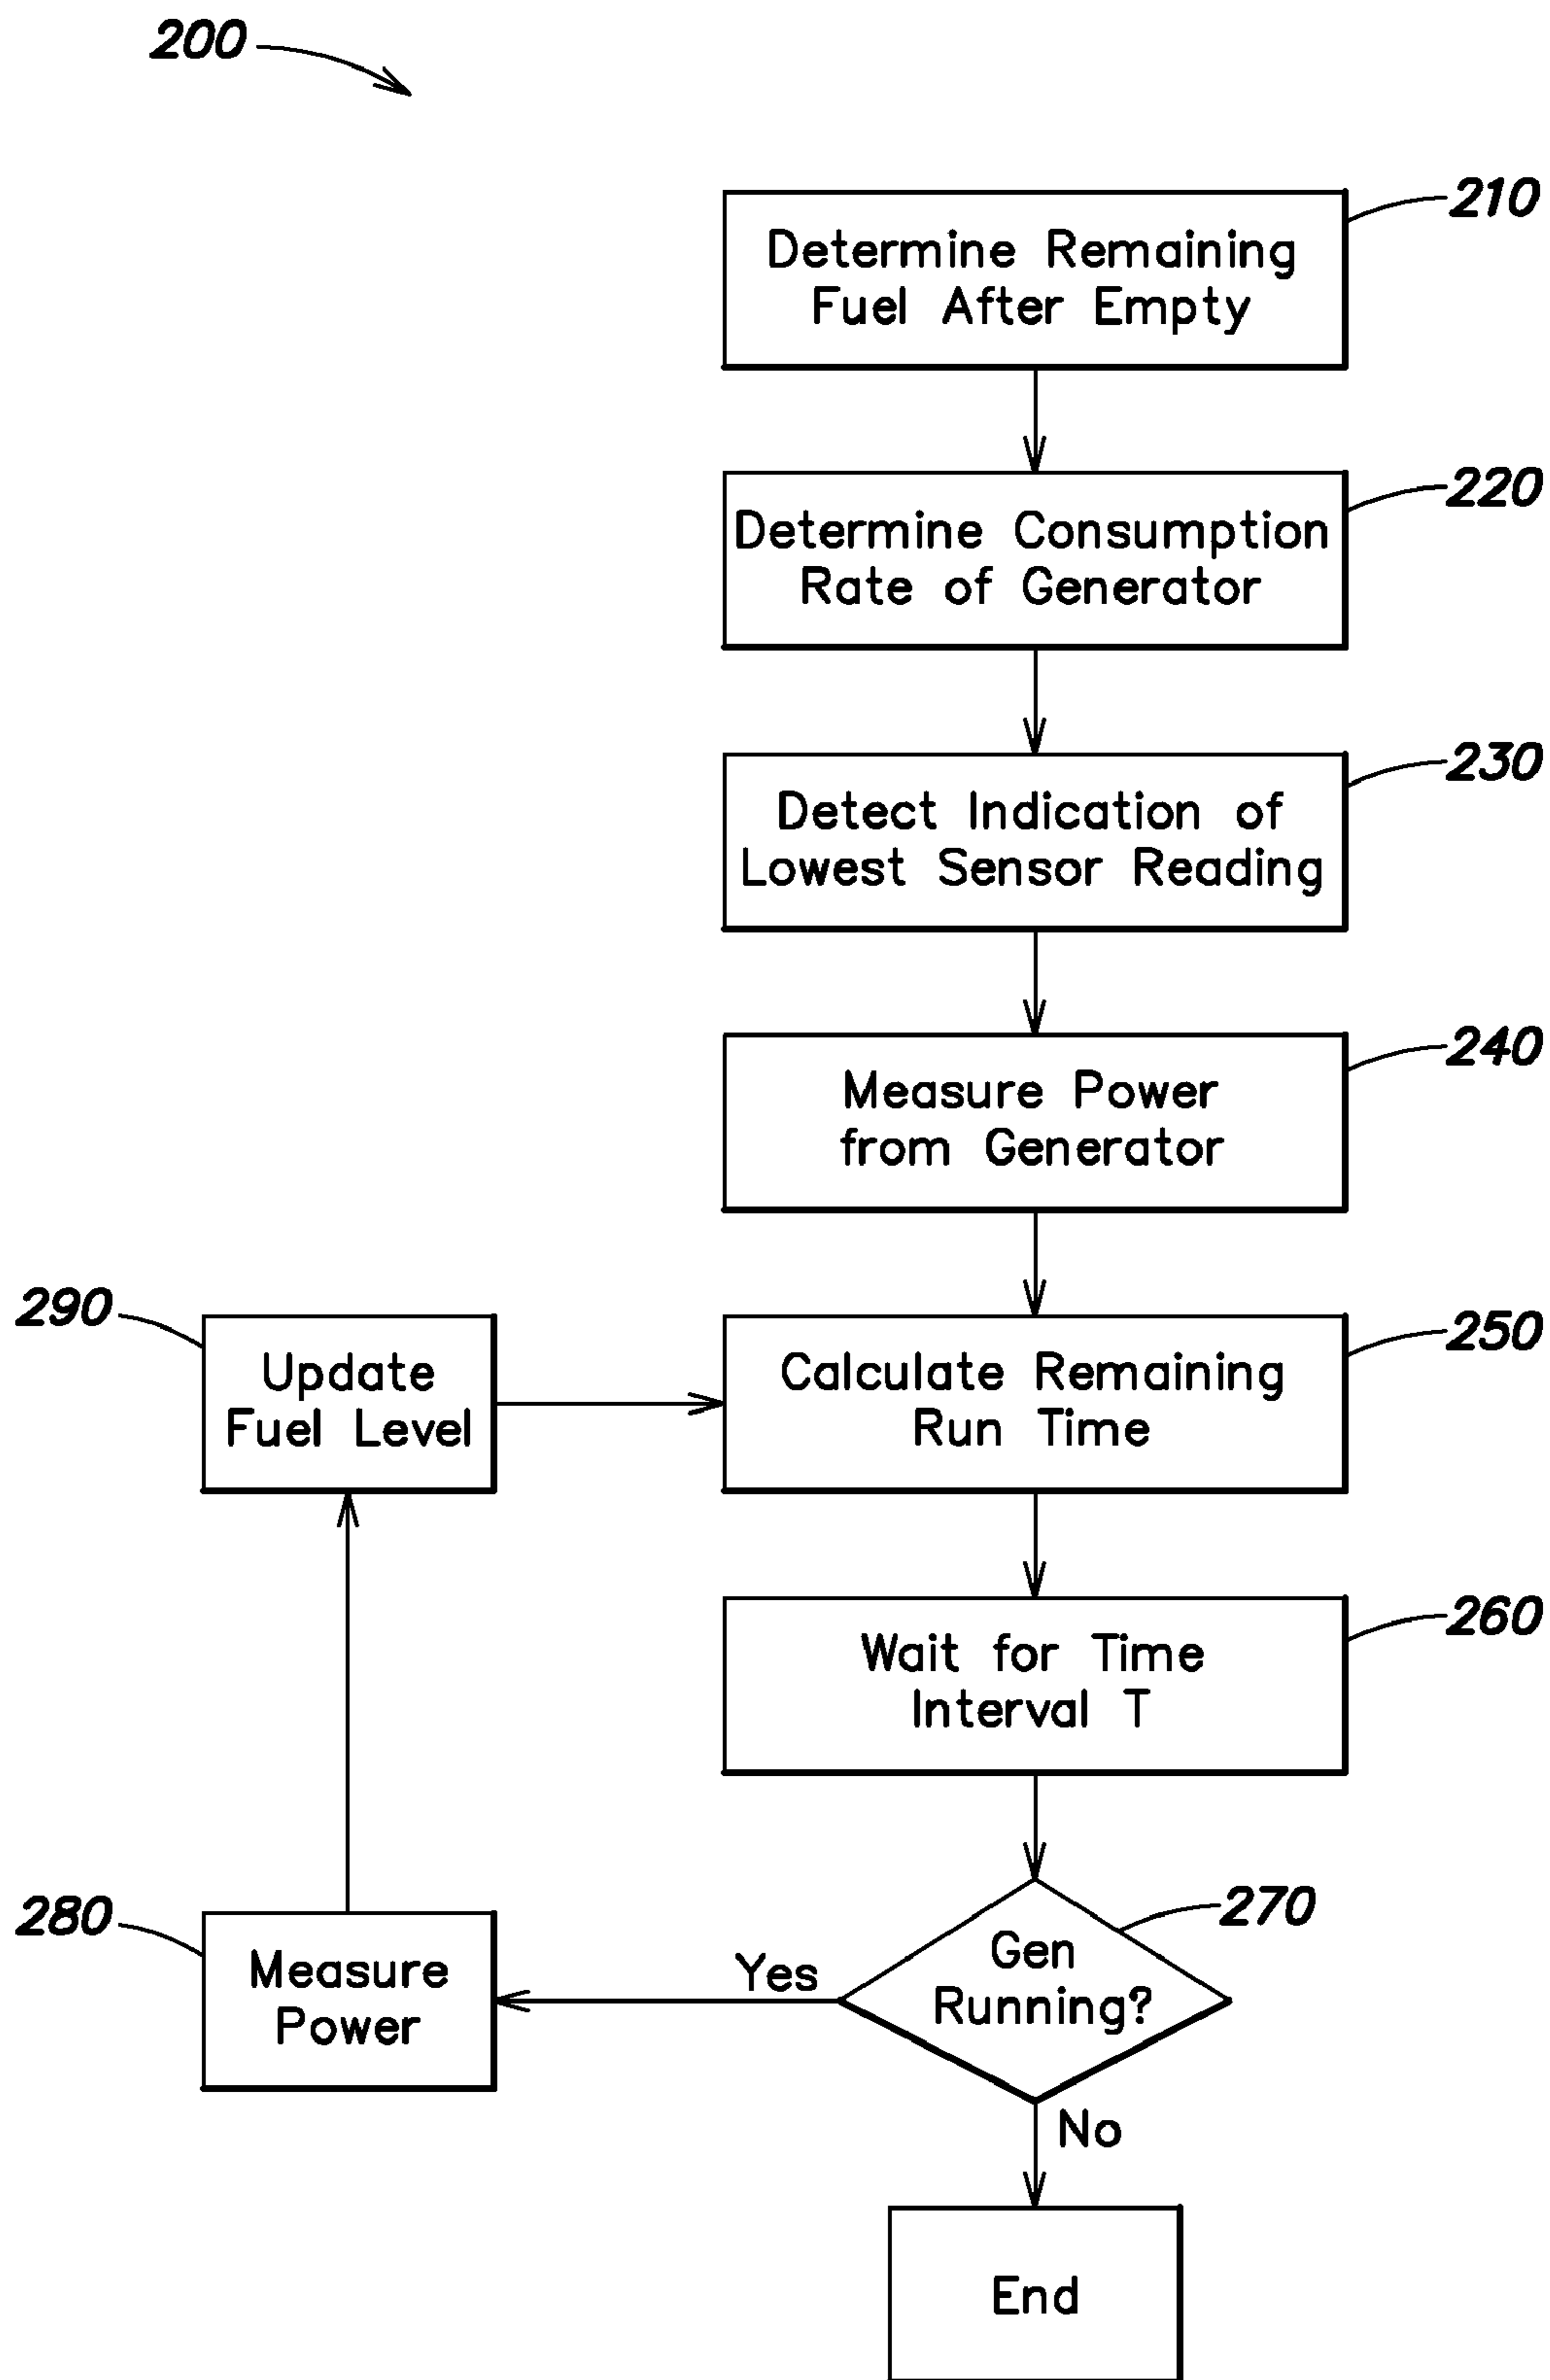 200
210
Determine Remaining
Fuel After Empty
220
Determine Consumption
Rate of Generator
230
Detect Indication of
Lowest Sensor Reading
240
Measure Power
from Generator
290
Update
Fuel Level
250
Calculate Remaining
Run Time
260
Wait for Time
Interval T
280
Measure
Power
Yes
270
Gen
Running?
No
End